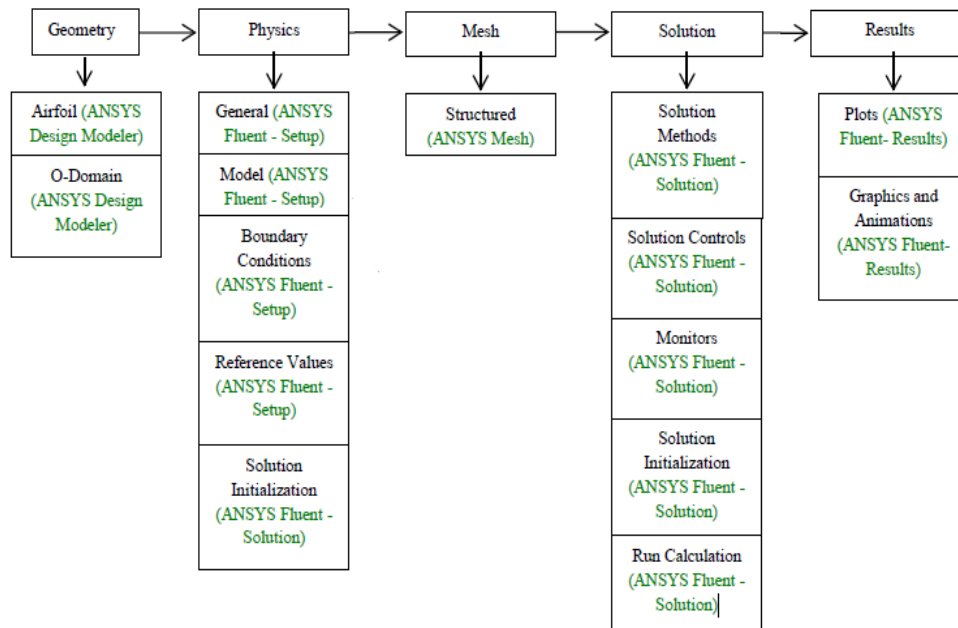 Geometry
Physics
Mesh
Solution
Results
Airfoil (ANSYS
Design Modeler)
O-Domain
(ANSYS Design
Modeler)
General (ANSYS
Fluent - Setup)
Model (ANSYS
Fluent - Setup)
Boundary
Conditions
(ANSYS Fluent -
Setup)
Reference Values
(ANSYS Fluent -
Setup)
Solution
Initialization
(ANSYS Fluent -
Solution)
Structured
(ANSYS Mesh)
Solution
Methods
(ANSYS Fluent -
Solution)
Solution Controls
(ANSYS Fluent -
Solution)
Monitors
(ANSYS Fluent -
Solution)
Solution
Initialization
(ANSYS Fluent -
Solution)
Run Calculation
(ANSYS Fluent -
Solution)
Plots (ANSYS
Fluent- Results)
Graphics and
Animations
(ANSYS Fluent-
Results)